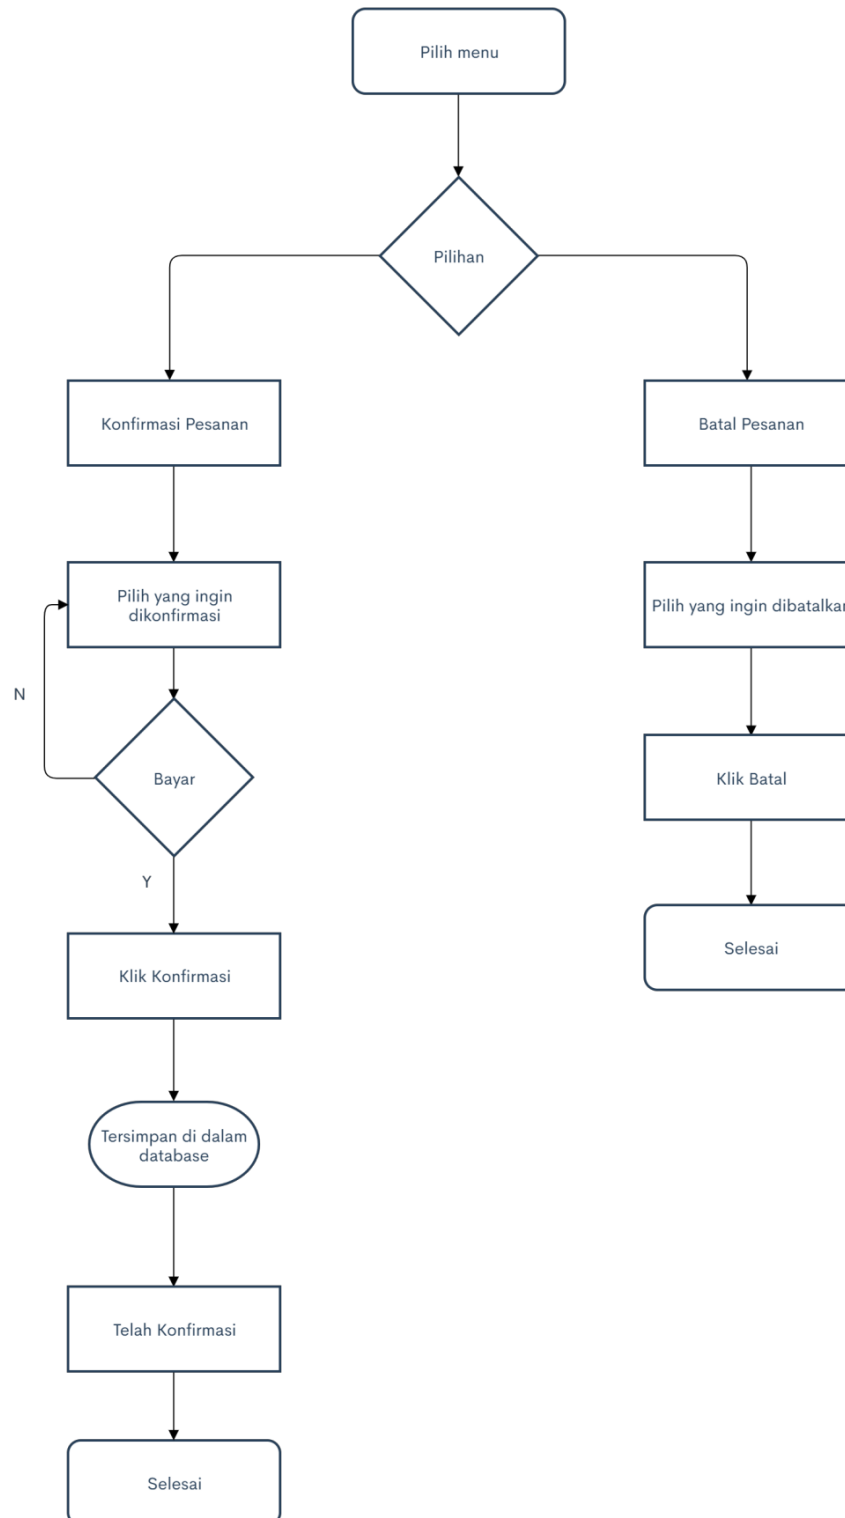 Pilih menu
Pilihan
Konfirmasi Pesanan
Batal Pesanan
Pilih yang ingin
dikonfirmasi
Pilih yang ingin dibatalkan
N
Bayar
Klik Batal
Y
Klik Konfirmasi
Selesai
Tersimpan di dalam
database
Telah Konfirmasi
Selesai